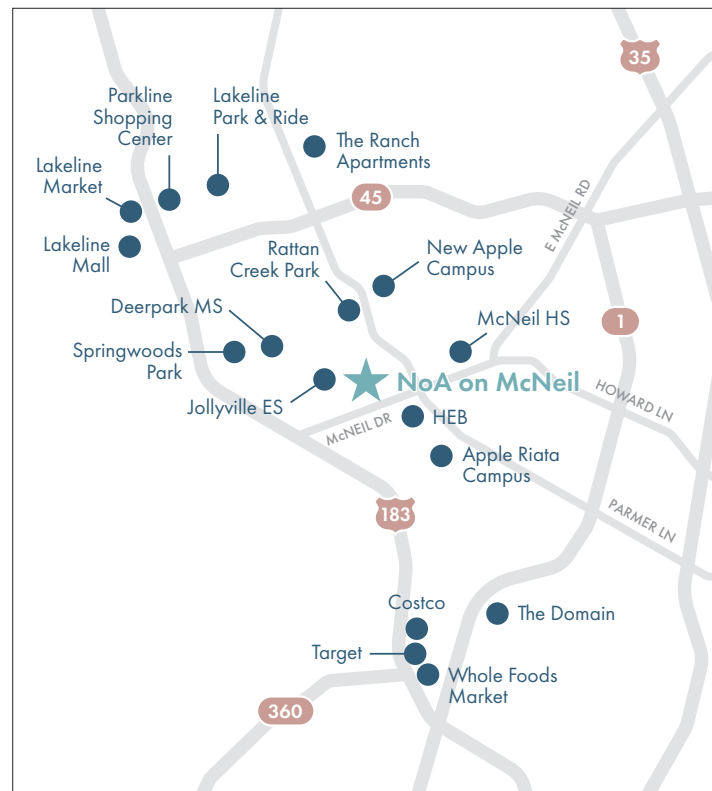 35
Parkline
Shopping
Center
Lakeline
Park & Ride
The Ranch
Apartments
Lakeline
Market
45
E McNEIL RD
Lakeline
Mall
Rattan
Creek Park
New Apple
Campus
Deerpark MS
McNeil HS
1
Springwoods
Park
NoA on McNeil
Jollyville ES
HOWARD LN
McNEIL DR
HEB
Apple Riata
Campus
183
PARMER LN
Costco
The Domain
Target
Whole Foods
Market
360